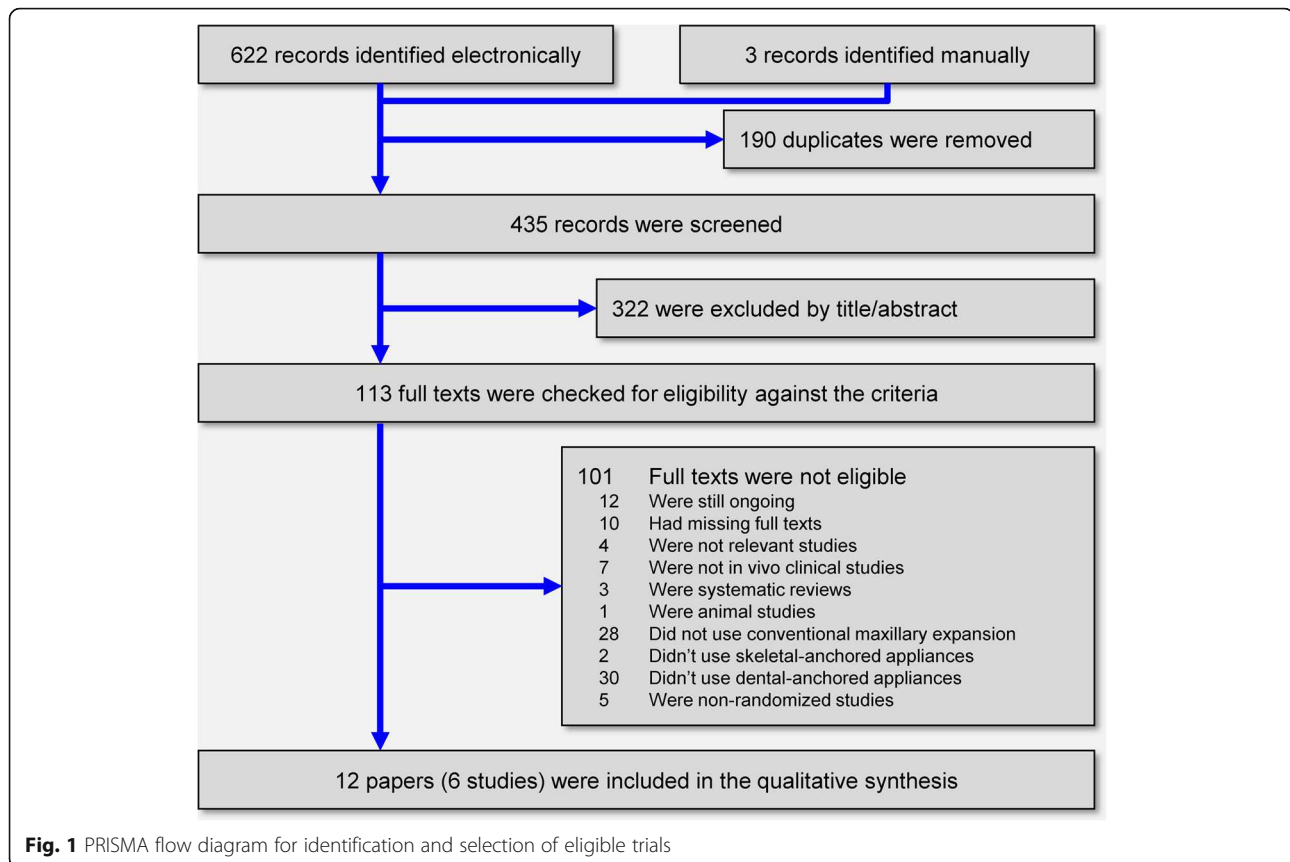 622 records identified electronically
3 records identified manually
190 duplicates were removed
435 records were screened
322 were excluded by title/abstract
113 full texts were checked for eligibility against the criteria
101 Full texts were not eligible
12 Were still ongoing
10 Had missing full texts
4 Were not relevant studies
7 Were not in vivo clinical studies
3 Were systematic reviews
1 Were animal studies
28 Did not use conventional maxillary expansion
2 Didn't use skeletal-anchored appliances
30 Didn't use dental-anchored appliances
5 Were non-randomized studies
12 papers (6 studies) were included in the qualitative synthesis
Fig. 1 PRISMA flow diagram for identification and selection of eligible trials